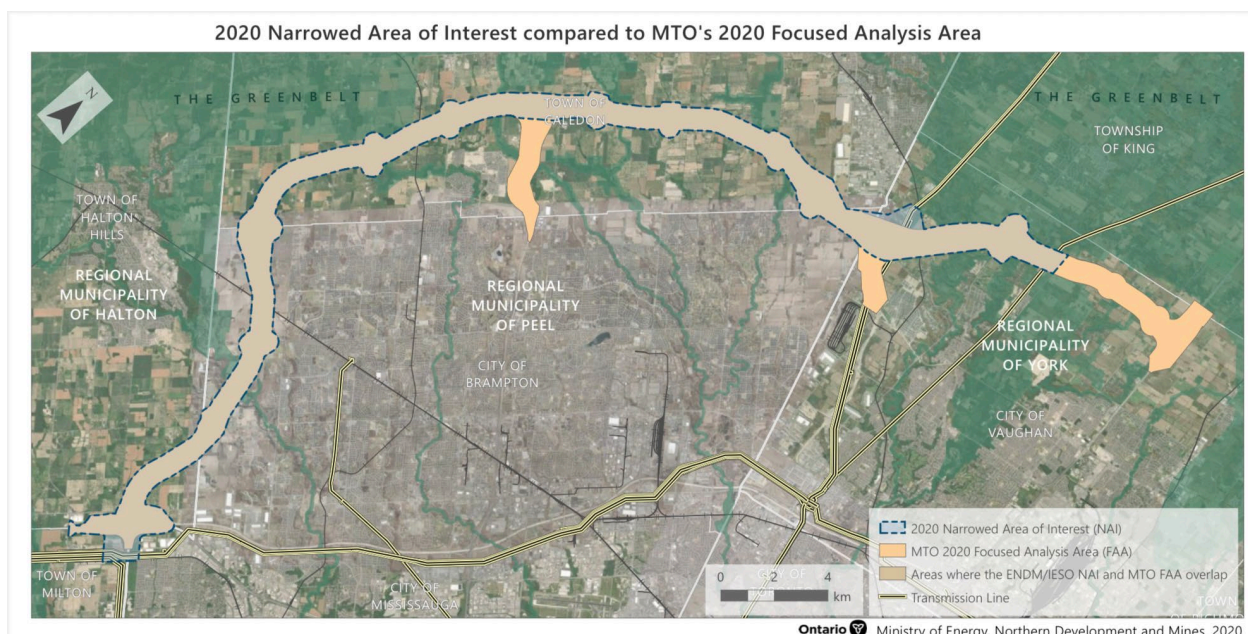 2020 Narrowed Area of Interest compared to MTO's 2020 Focused Analysis Area
N
THE GREENBELT
TOWN OF
CALEDON
THE GREENBELT
TOWNSHIP
OF KING
TOWN OF
HALTON
HILLS
REGIONAL
MUNICIPALITY
OF HALTON
REGIONAL
MUNICIPALITY
OF PEEL
CITY OF
BRAMPTON
REGIONAL
MUNICIPALITY
OF YORK
CITY OF
VAUGHAN
TOWN OF
MILTON
CITY OF
MISSISSAUGA
CITY OF
0 2 4
km
2020 Narrowed Area of Interest (NAI)
MTO 2020 Focused Analysis Area (FAA)
Areas where the ENDM/IESO NAI and MTO FAA overlap
Transmission Line
TOWN
Ontario Ministry of Energy, Northern Development and Mines, 2020